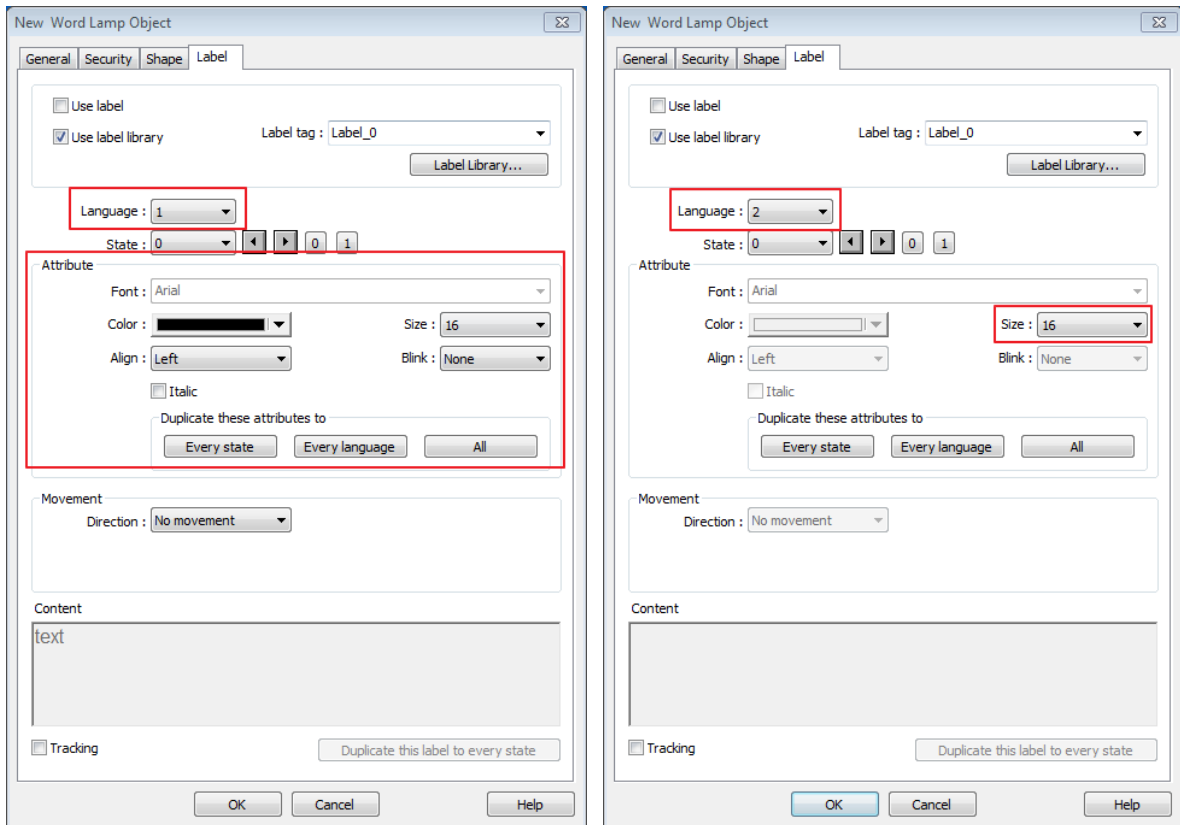 New Word Lamp Object
General Security Shape Label
Use label
Use label library Label tag : Label_0
Label Library...
Language : 1
State : 0 0 1
Attribute
Font : Arial
Color : Size : 16
Align : Left Blink : None
Italic
Duplicate these attributes to
Every state Every language All
Movement
Direction : No movement
Content
text
Tracking Duplicate this label to every state
OK Cancel Help
New Word Lamp Object
General Security Shape Label
Use label
Use label library Label tag : Label_0
Label Library...
Language : 2
State : 0 0 1
Attribute
Font : Arial
Color : Size : 16
Align : Left Blink : None
Italic
Duplicate these attributes to
Every state Every language All
Movement
Direction : No movement
Content
Tracking Duplicate this label to every state
OK Cancel Help